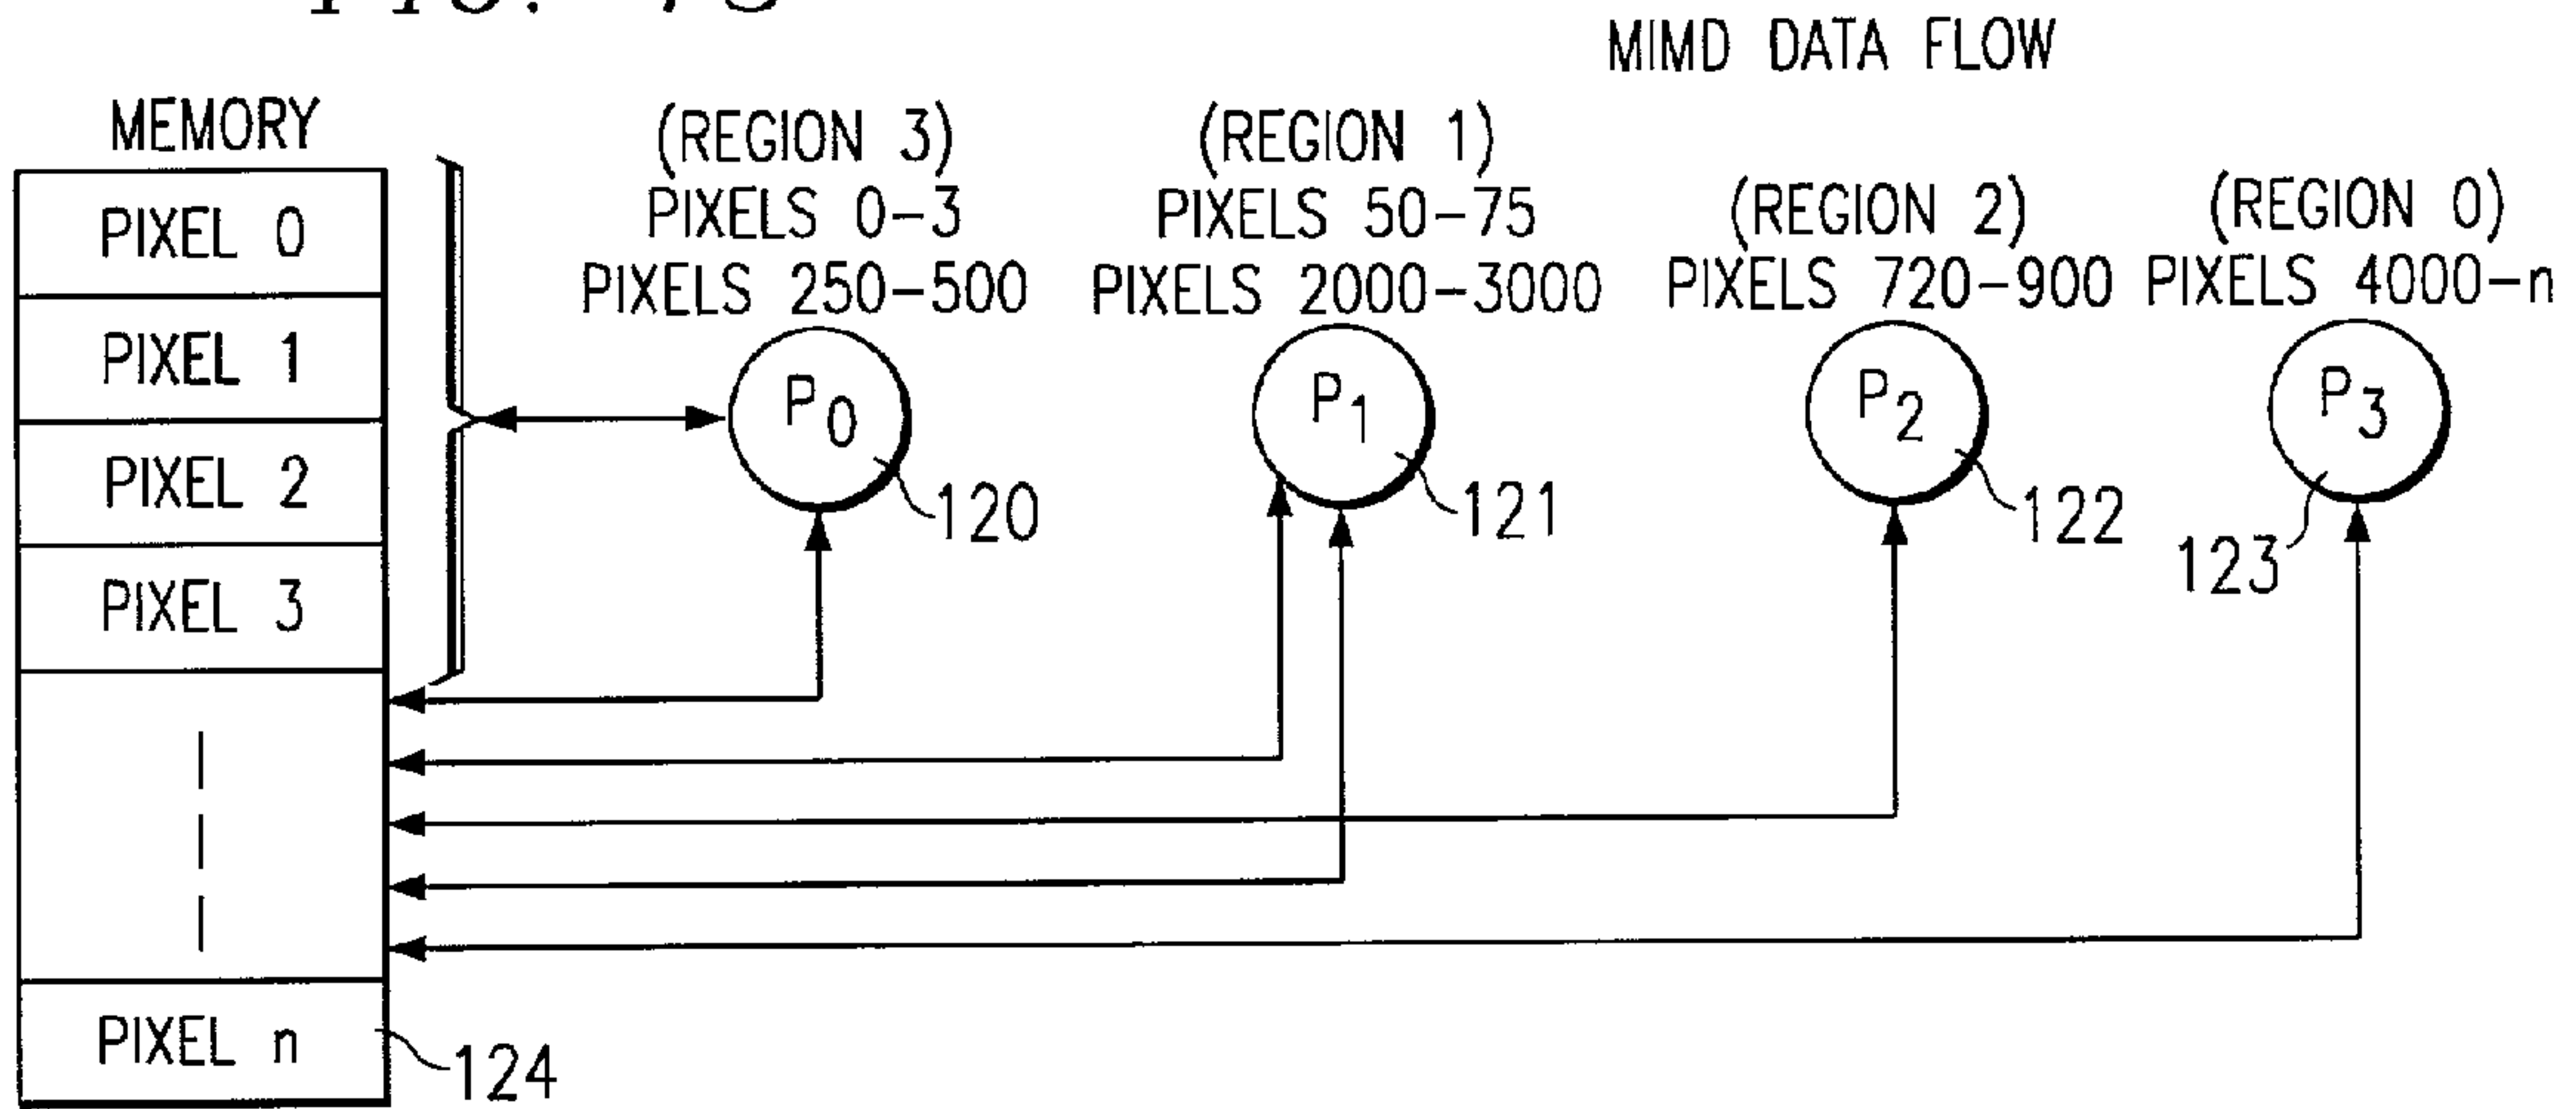 MIMD DATA FLOW
MEMORY
PIXEL 0
PIXEL 1
PIXEL 2
PIXEL 3
PIXEL n
124
(REGION 3)
PIXELS 0-3
PIXELS 250-500
P0
120
(REGION 1)
PIXELS 50-75
PIXELS 2000-3000
P1
121
(REGION 2)
PIXELS 720-900
P2
122
(REGION 0)
PIXELS 4000-n
P3
123